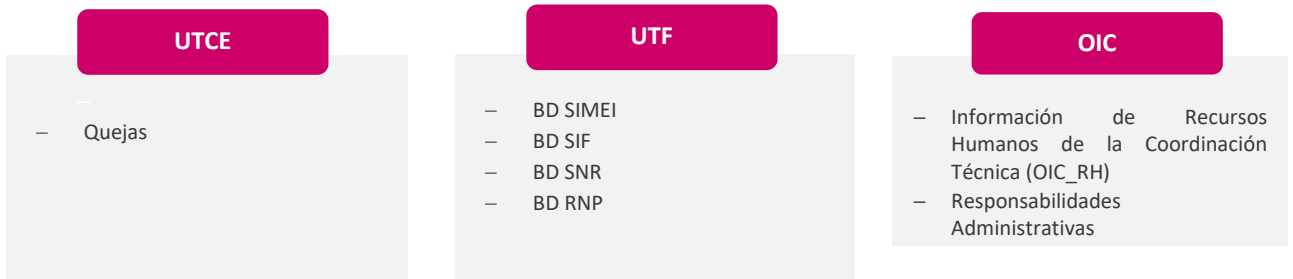 UTCE
– Quejas
UTF
– BD SIMEI
– BD SIF
– BD SNR
– BD RNP
OIC
– Información de Recursos
Humanos de la Coordinación
Técnica (OIC_RH)
– Responsabilidades
Administrativas